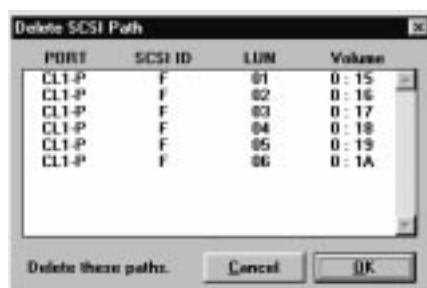 Delete SCSI Path
PORT SCSI ID LUN Volume
CL1-P F 01 0 : 15
CL1-P F 02 0 : 16
CL1-P F 03 0 : 17
CL1-P F 04 0 : 18
CL1-P F 05 0 : 19
CL1-P F 06 0 : 1A
Delete these paths. Cancel OK